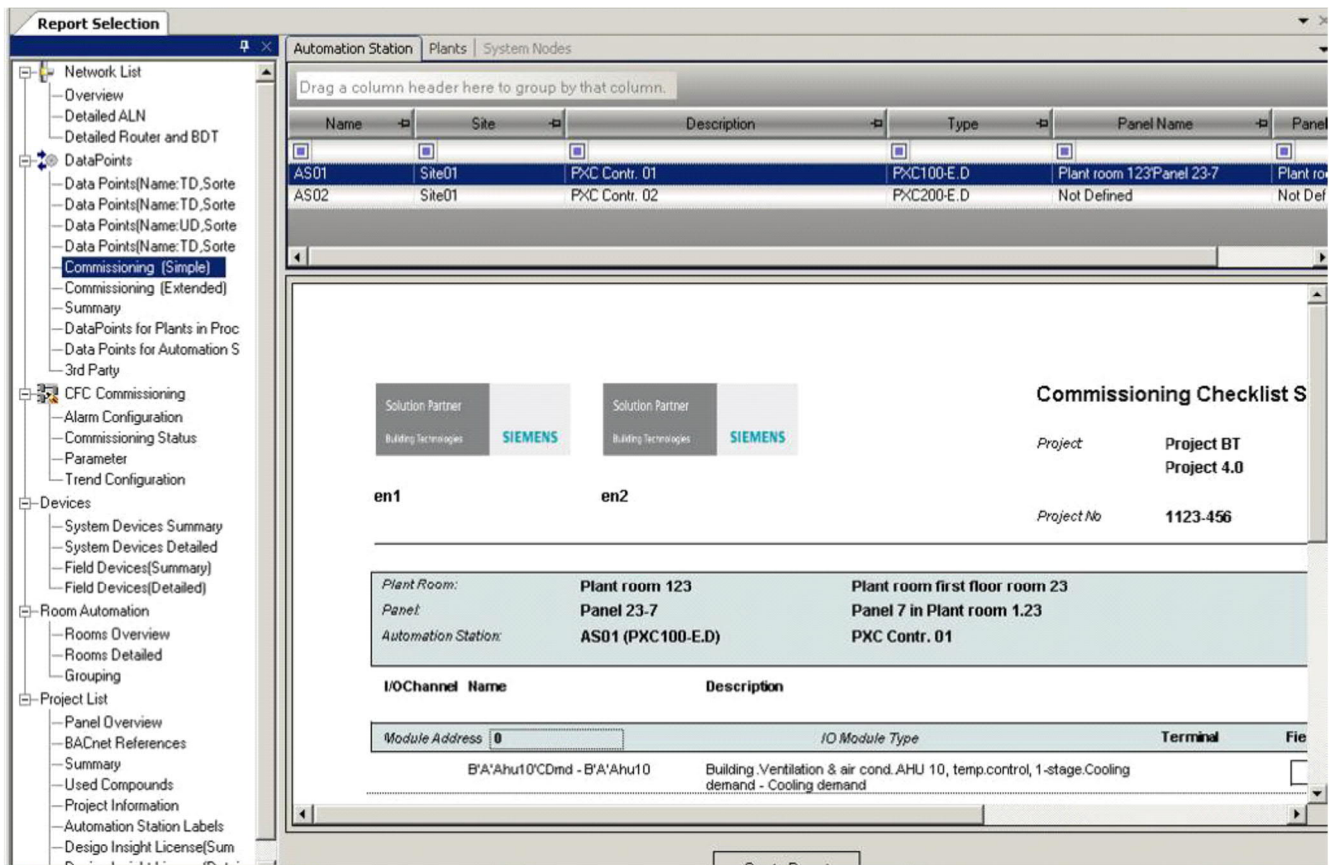 Report Selection
Network List
Overview
Detailed ALN
Detailed Router and BDT
DataPoints
Data Points(Name:TD,Sorte
Data Points(Name:TD,Sorte
Data Points(Name:UD,Sorte
Data Points(Name:TD,Sorte
Commissioning (Simple)
Commissioning (Extended)
Summary
DataPoints for Plants in Proc
Data Points for Automation S
3rd Party
CFC Commissioning
Alarm Configuration
Commissioning Status
Parameter
Trend Configuration
Devices
System Devices Summary
System Devices Detailed
Field Devices(Summary)
Field Devices(Detailed)
Room Automation
Rooms Overview
Rooms Detailed
Grouping
Project List
Panel Overview
BACnet References
Summary
Used Compounds
Project Information
Automation Station Labels
Desigo Insight License(Sum
Automation Station Plants System Nodes
Drag a column header here to group by that column.
Name Site Description Type Panel Name Panel
AS01 Site01 PXC Contr. 01 PXC100-E.D Plant room 123'Panel 23-7 Plant ro
AS02 Site01 PXC Contr. 02 PXC200-E.D Not Defined Not Def
Solution Partner Solution Partner
Building Technologies SIEMENS Building Technologies SIEMENS
en1 en2
Commissioning Checklist S
Project Project BT
Project 4.0
Project No 1123-456
Plant Room: Plant room 123 Plant room first floor room 23
Panel: Panel 23-7 Panel 7 in Plant room 1.23
Automation Station: AS01 (PXC100-E.D) PXC Contr. 01
I/OChannel Name Description
Module Address 0 IO Module Type Terminal Fie
B'A'Ahu10'CDmd - B'A'Ahu10 Building.Ventilation & air cond.AHU 10, temp.control, 1-stage.Cooling
demand - Cooling demand